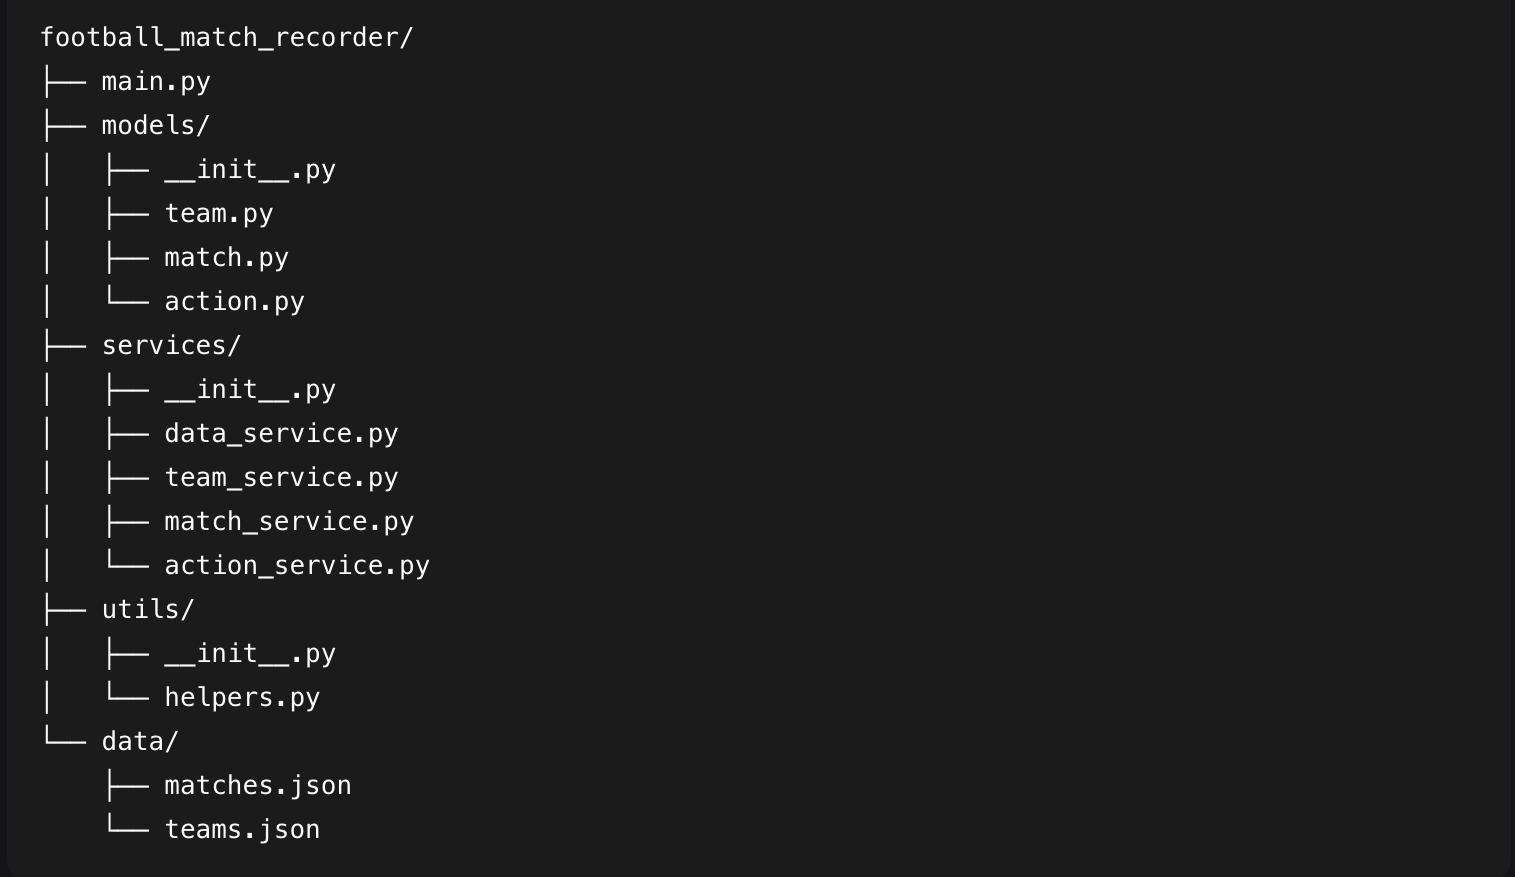 football_match_recorder/
├── main.py
├── models/
│   ├── __init__.py
│   ├── team.py
│   ├── match.py
│   └── action.py
├── services/
│   ├── __init__.py
│   ├── data_service.py
│   ├── team_service.py
│   ├── match_service.py
│   └── action_service.py
├── utils/
│   ├── __init__.py
│   └── helpers.py
└── data/
    ├── matches.json
    └── teams.json